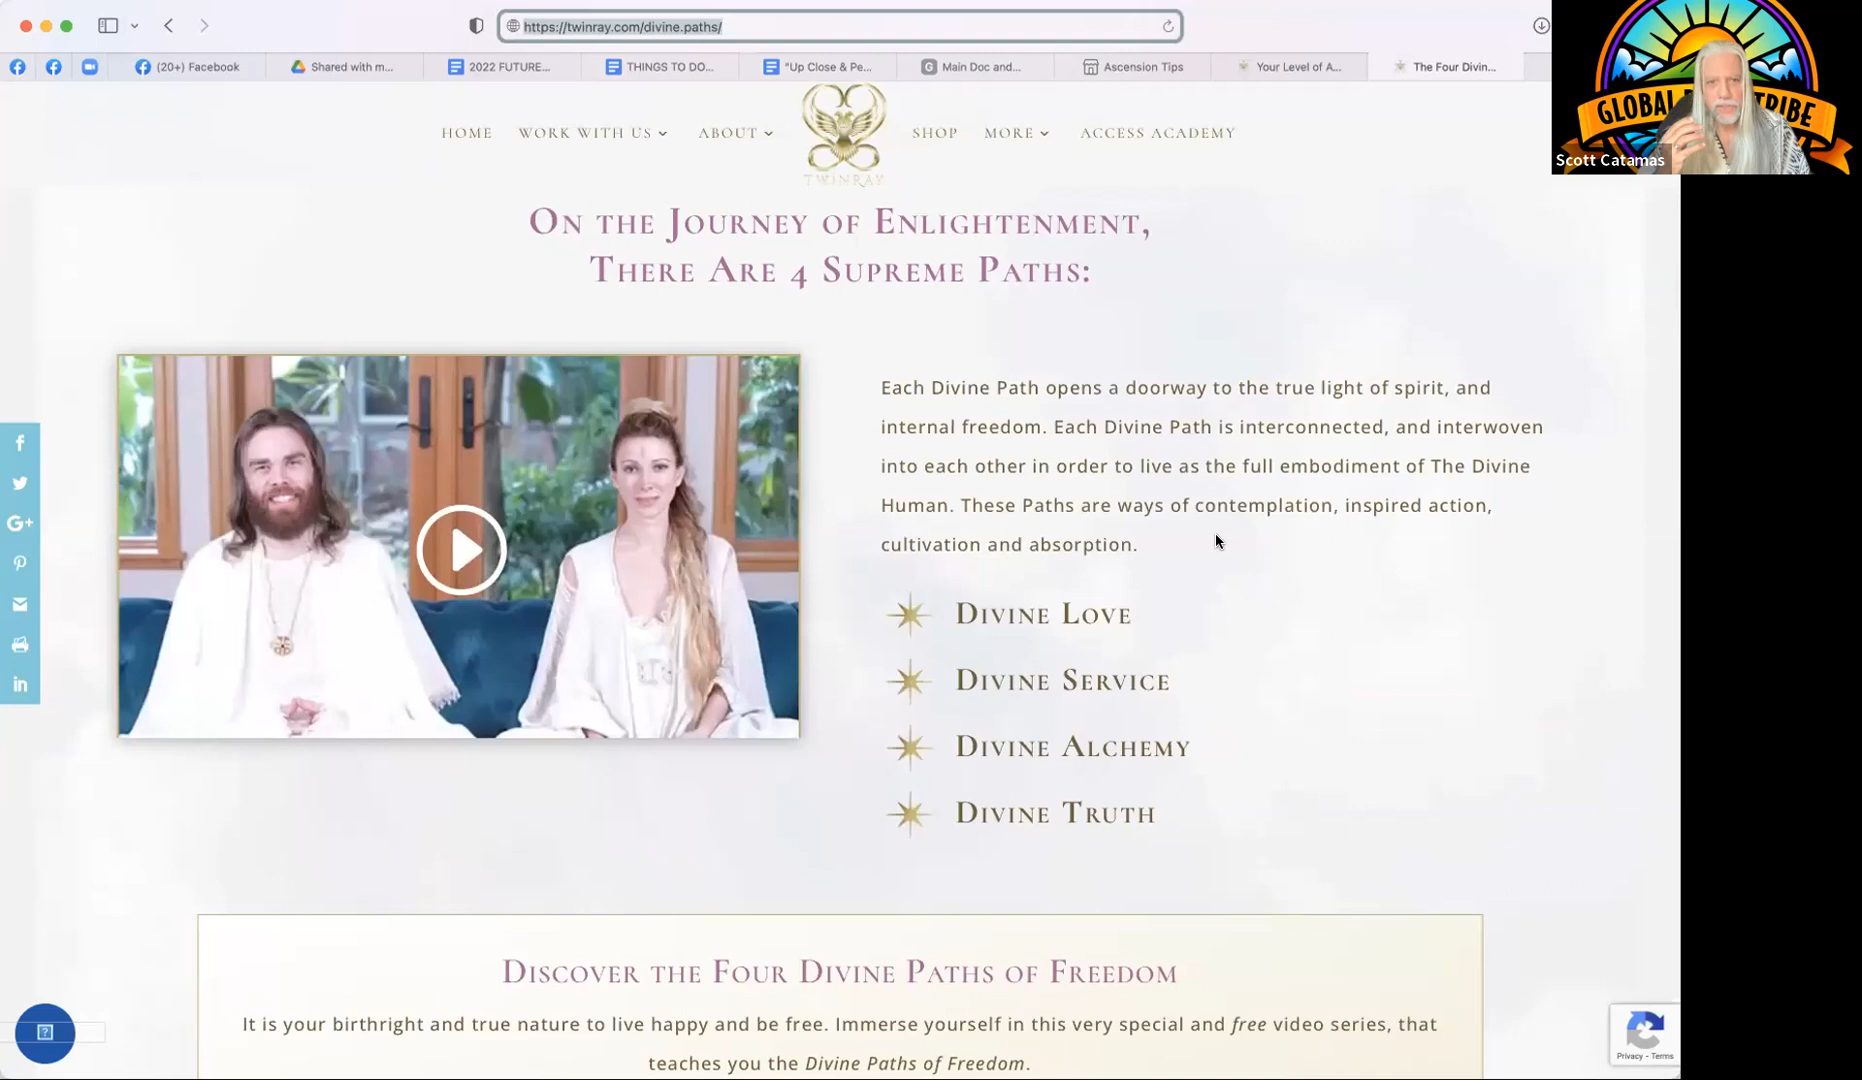 https://twinray.com/divine.paths/
(20+) Facebook
Shared with m...
2022 FUTURE...
THINGS TO DO...
"Up Close & Pe...
Main Doc and...
Ascension Tips
Your Level of A...
The Four Divin...
GLOBAL
TRIBE
Scott Catamas
HOME
WORK WITH US
ABOUT
TWINRAY
SHOP
MORE
ACCESS ACADEMY
On the Journey of Enlightenment,
There Are 4 Supreme Paths:
Each Divine Path opens a doorway to the true light of spirit, and
internal freedom. Each Divine Path is interconnected, and interwoven
into each other in order to live as the full embodiment of The Divine
Human. These Paths are ways of contemplation, inspired action,
cultivation and absorption.
Divine Love
Divine Service
Divine Alchemy
Divine Truth
Discover the Four Divine Paths of Freedom
It is your birthright and true nature to live happy and be free. Immerse yourself in this very special and free video series, that
teaches you the Divine Paths of Freedom.
Privacy - Terms